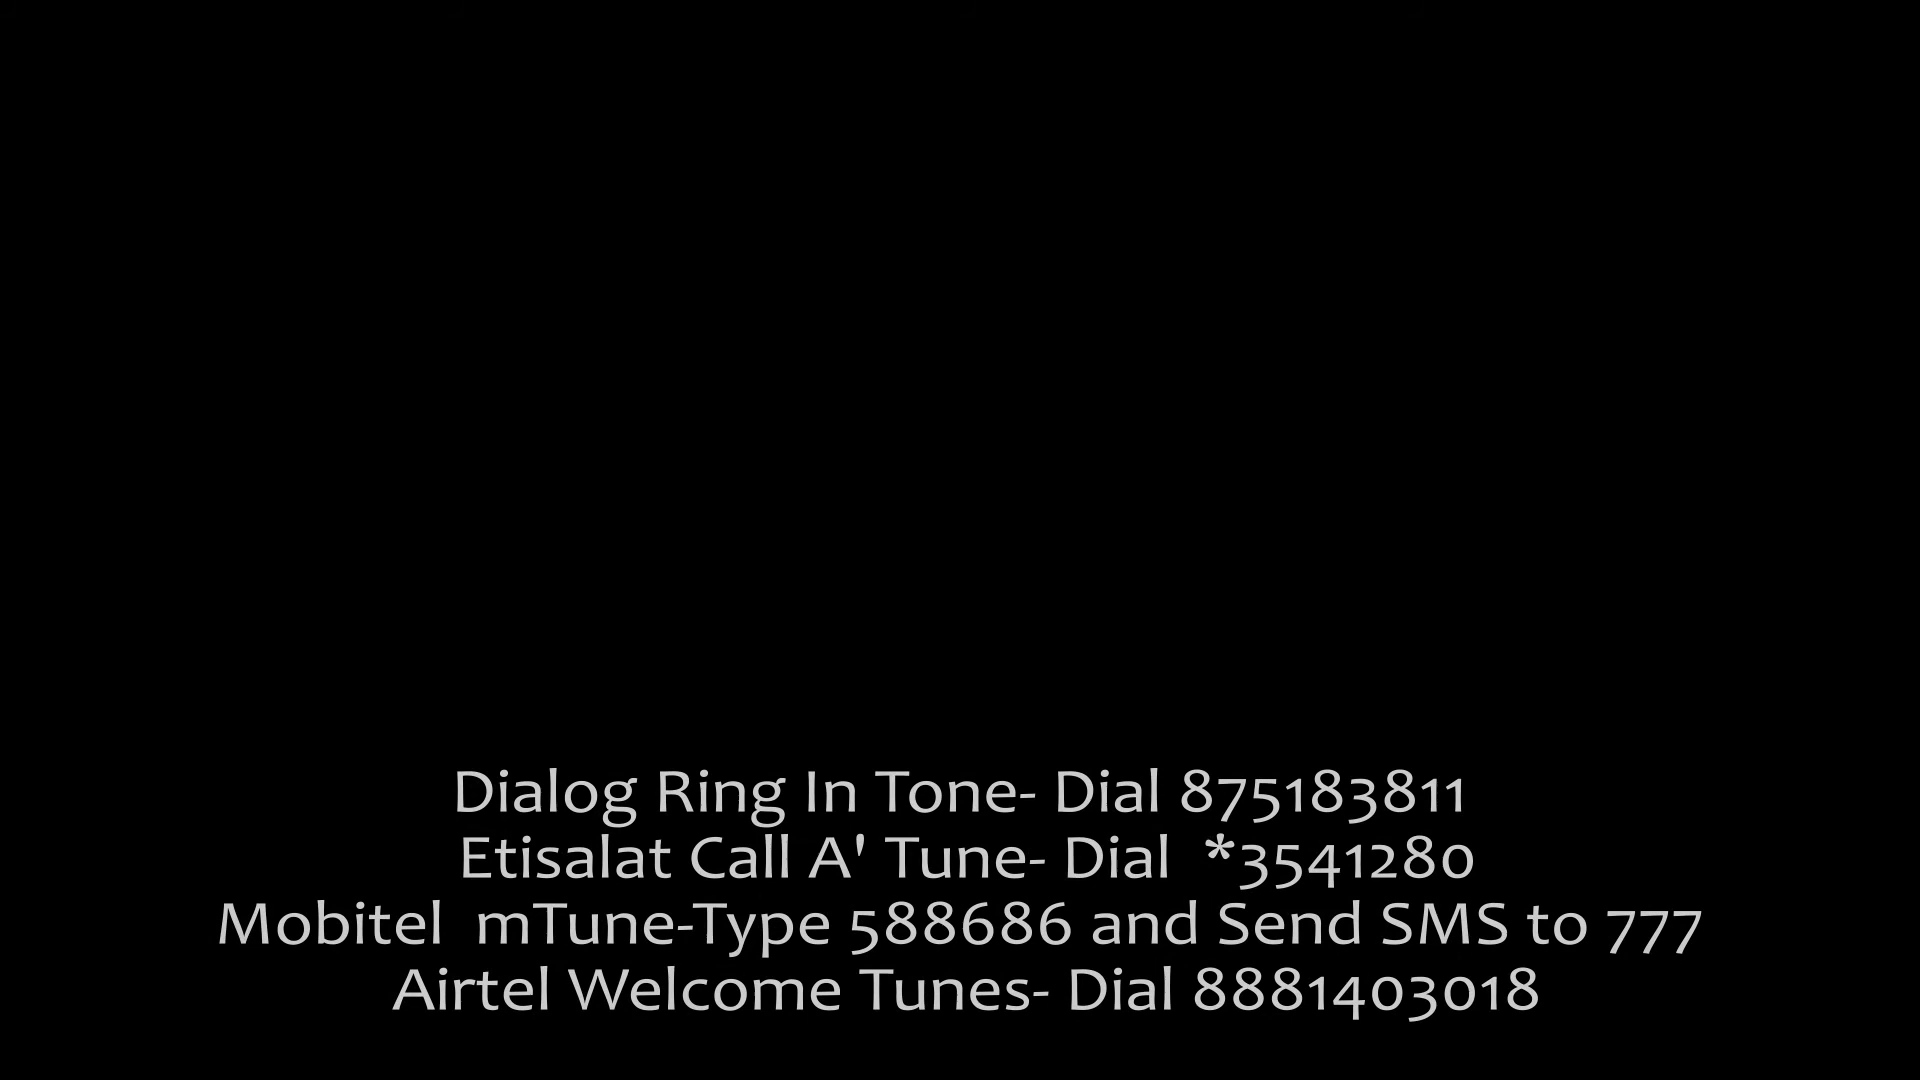 Dialog Ring In Tone- Dial 875183811
Etisalat Call A' Tune- Dial  *3541280
Mobitel  mTune-Type 588686 and Send SMS to 777
Airtel Welcome Tunes- Dial 8881403018